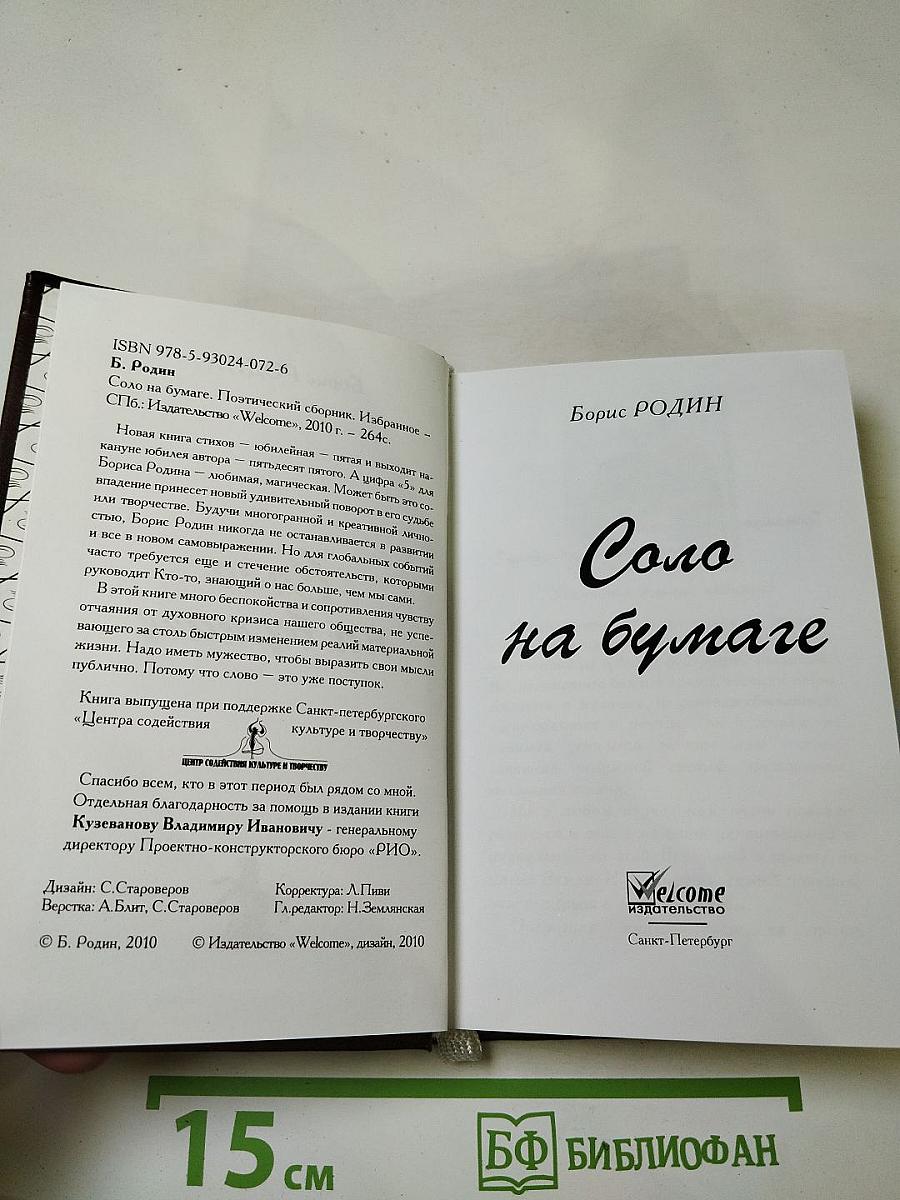 ISBN 978-5-93024-072-6
Б. Родин
Соло на бумаге. Поэтический сборник. Избранное –
СПб.: Издательство «Welcome», 2010 г. – 264с.
Новая книга стихов — юбилейная — пятая и выходит на-
кануне юбилея автора — пятьдесят пятого. А цифра «5» для
Бориса Родина — любимая, магическая. Может быть это со-
впадение принесет новый удивительный поворот в его судьбе
или творчестве. Будучи многогранной и креативной лично-
стью, Борис Родин никогда не останавливается в развитии
и все в новом самовыражении. Но для глобальных событий
часто требуется еще и стечение обстоятельств, которыми
руководит Кто-то, знающий о нас больше, чем мы сами.
В этой книге много беспокойства и сопротивления чувству
отчаяния от духовного кризиса нашего общества, не успе-
вающего за столь быстрым изменением реалий материальной
жизни. Надо иметь мужество, чтобы выразить свои мысли
публично. Потому что слово — это уже поступок.
Книга выпущена при поддержке Санкт-петербургского
«Центра содействия культуре и творчеству»
ЦЕНТР СОДЕЙСТВИЯ КУЛЬТУРЕ И ТВОРЧЕСТВУ
Спасибо всем, кто в этот период был рядом со мной.
Отдельная благодарность за помощь в издании книги
Кузеванову Владимиру Ивановичу - генеральному
директору Проектно-конструкторского бюро «РИО».
Дизайн: С.Староверов Корректура: Л.Пиви
Верстка: А.Блит, С.Староверов Гл.редактор: Н.Землянская
© Б. Родин, 2010 © Издательство «Welcome», дизайн, 2010
Борис РОДИН
Соло
на бумаге
Welcome
издательство
Санкт-Петербург
15 см БФ БИБЛИОФАН